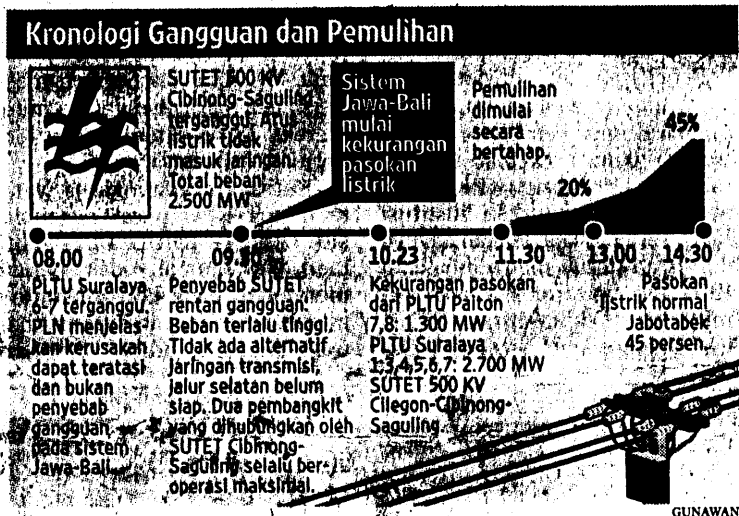 Kronologi Gangguan dan Pemulihan
SUTET 500 KV
Cibinong-Saguling
terganggu. Arus
listrik tidak
masuk jaringan.
Total beban:
2.500 MW
Sistem
Jawa-Bali
mulai
kekurangan
pasokan
listrik
Pemulihan
dimulai
secara
bertahap.
20%
45%
08.00
PLTU Suralaya
6-7 terganggu.
PLN menjelas-
kan kerusakan
dapat teratasi
dan bukan
penyebab
gangguan
pada sistem
Jawa-Bali.
Penyebab SUTET
rentan gangguan:
Beban terlalu tinggi.
Tidak ada alternatif
jaringan transmisi,
jalur selatan belum
siap. Dua pembangkit
yang dihubungkan oleh
SUTET Cibinong-
Saguling selalu ber-
operasi maksimal.
10.23
Kekurangan pasokan
dari PLTU Paiton
7,8: 1.300 MW
PLTU Suralaya
1,3,4,5,6,7: 2.700 MW
SUTET 500 KV
Cilegon-Cibinong-
Saguling.
11.30
13.00
14.30
Pasokan
listrik normal
Jabotabek
45 persen.
GUNAWAN